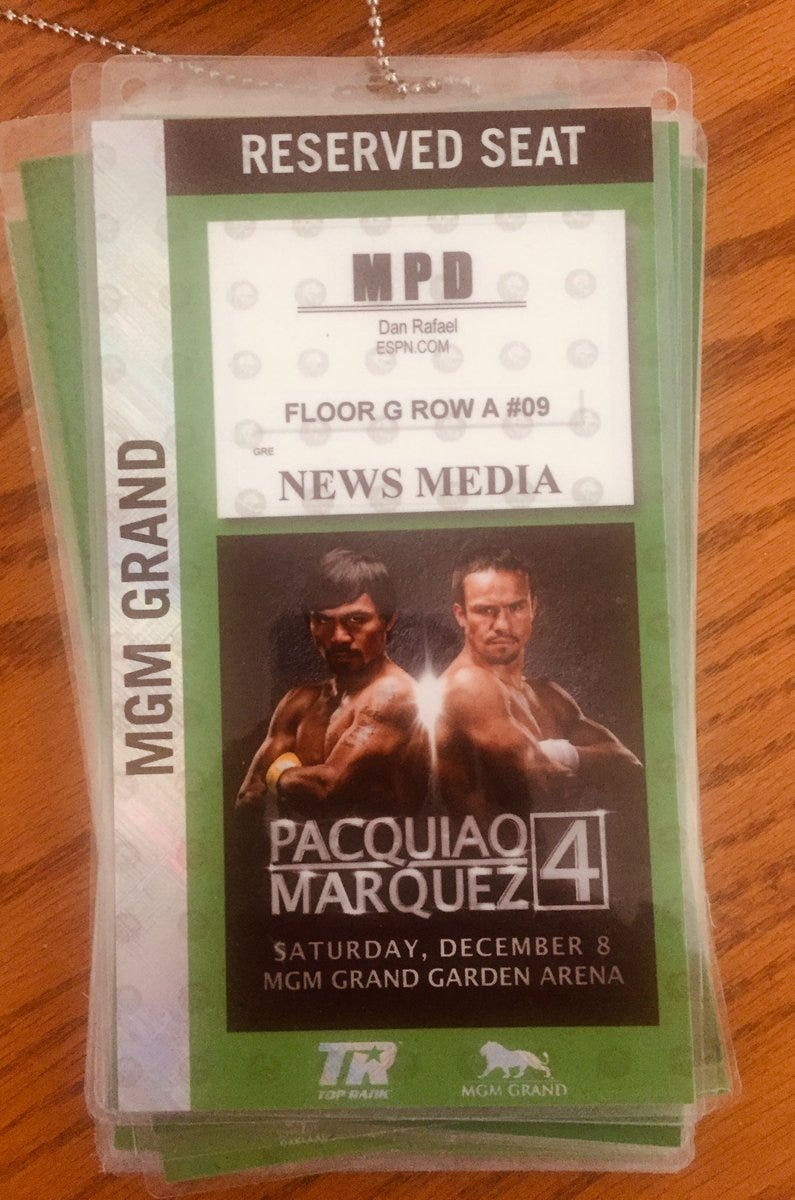 RESERVED SEAT
MPD
Dan Rafael
ESPN.COM
FLOOR G ROW A #09
GRE
NEWS MEDIA
MGM GRAND
PACQUIAO
MARQUEZ 4
SATURDAY, DECEMBER 8
MGM GRAND GARDEN ARENA
TR
TOP RANK
MGM GRAND
OAKLAND